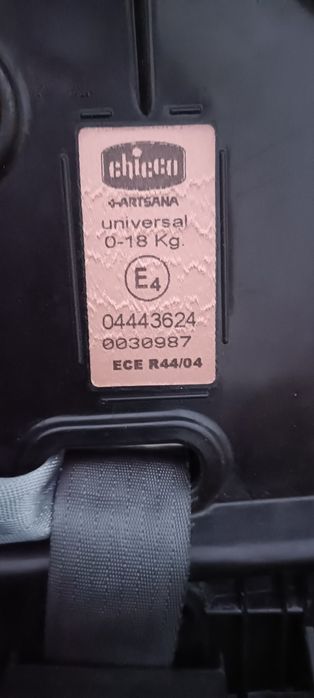 chicco
ARTSANA
universal
0-18 Kg.
E4
04443624
0030987
ECE R44/04